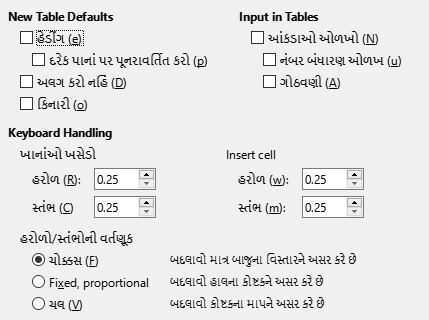 New Table Defaults
હેડીંગ (e)
દરેક પાનાં પર પૂનરાવર્તિત કરો (p)
અલગ કરો નહિં (D)
કિનારી (o)
Input in Tables
આંકડાઓ ઓળખો (N)
નંબર બંધારણ ઓળખ (u)
ગોઠવણી (A)
Keyboard Handling
ખાનાંઓ ખસેડો
હરોળ (R): 0.25
સ્તંભ (C) 0.25
Insert cell
હરોળ (w): 0.25
સ્તંભ (m): 0.25
હરોળો/સ્તંભોની વર્તણૂક
ચોક્કસ (F) બદલાવો માત્ર બાજુના વિસ્તારને અસર કરે છે
Fixed, proportional બદલાવો હાલના કોષ્ટકને અસર કરે છે
ચલ (V) બદલાવો કોષ્ટકના માપને અસર કરે છે